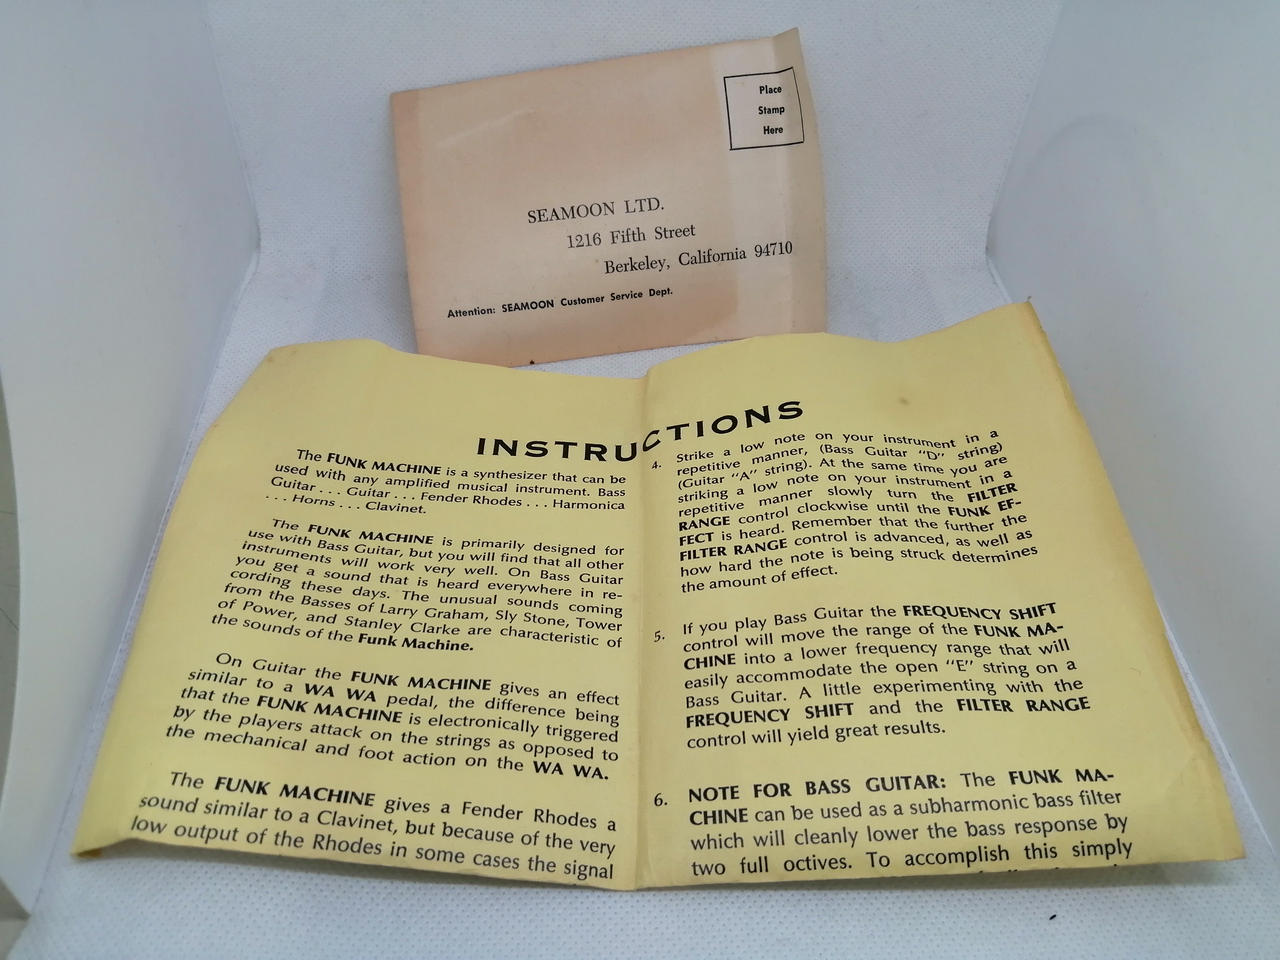 Place
Stamp
Here
SEAMOON LTD.
1216 Fifth Street
Berkeley, California 94710
Attention: SEAMOON Customer Service Dept.
INSTRUCTIONS
The FUNK MACHINE is a synthesizer that can be
used with any amplified musical instrument. Bass
Guitar . . . Guitar . . . Fender Rhodes . . . Harmonica
. . . Horns . . . Clavinet.
The FUNK MACHINE is primarily designed for
use with Bass Guitar, but you will find that all other
instruments will work very well. On Bass Guitar
you get a sound that is heard everywhere in re-
cording these days. The unusual sounds coming
from the Basses of Larry Graham, Sly Stone, Tower
of Power, and Stanley Clarke are characteristic of
the sounds of the Funk Machine.
On Guitar the FUNK MACHINE gives an effect
similar to a WA WA pedal, the difference being
that the FUNK MACHINE is electronically triggered
by the players attack on the strings as opposed to
the mechanical and foot action on the WA WA.
The FUNK MACHINE gives a Fender Rhodes a
sound similar to a Clavinet, but because of the very
low output of the Rhodes in some cases the signal
4. Strike a low note on your instrument in a
repetitive manner, (Bass Guitar "D" string)
(Guitar "A" string). At the same time you are
striking a low note on your instrument in a
repetitive manner slowly turn the FILTER
RANGE control clockwise until the FUNK EF-
FECT is heard. Remember that the further the
FILTER RANGE control is advanced, as well as
how hard the note is being struck determines
the amount of effect.
5. If you play Bass Guitar the FREQUENCY SHIFT
control will move the range of the FUNK MA-
CHINE into a lower frequency range that will
easily accommodate the open "E" string on a
Bass Guitar. A little experimenting with the
FREQUENCY SHIFT and the FILTER RANGE
control will yield great results.
6. NOTE FOR BASS GUITAR: The FUNK MA-
CHINE can be used as a subharmonic bass filter
which will cleanly lower the bass response by
two full octives. To accomplish this simply